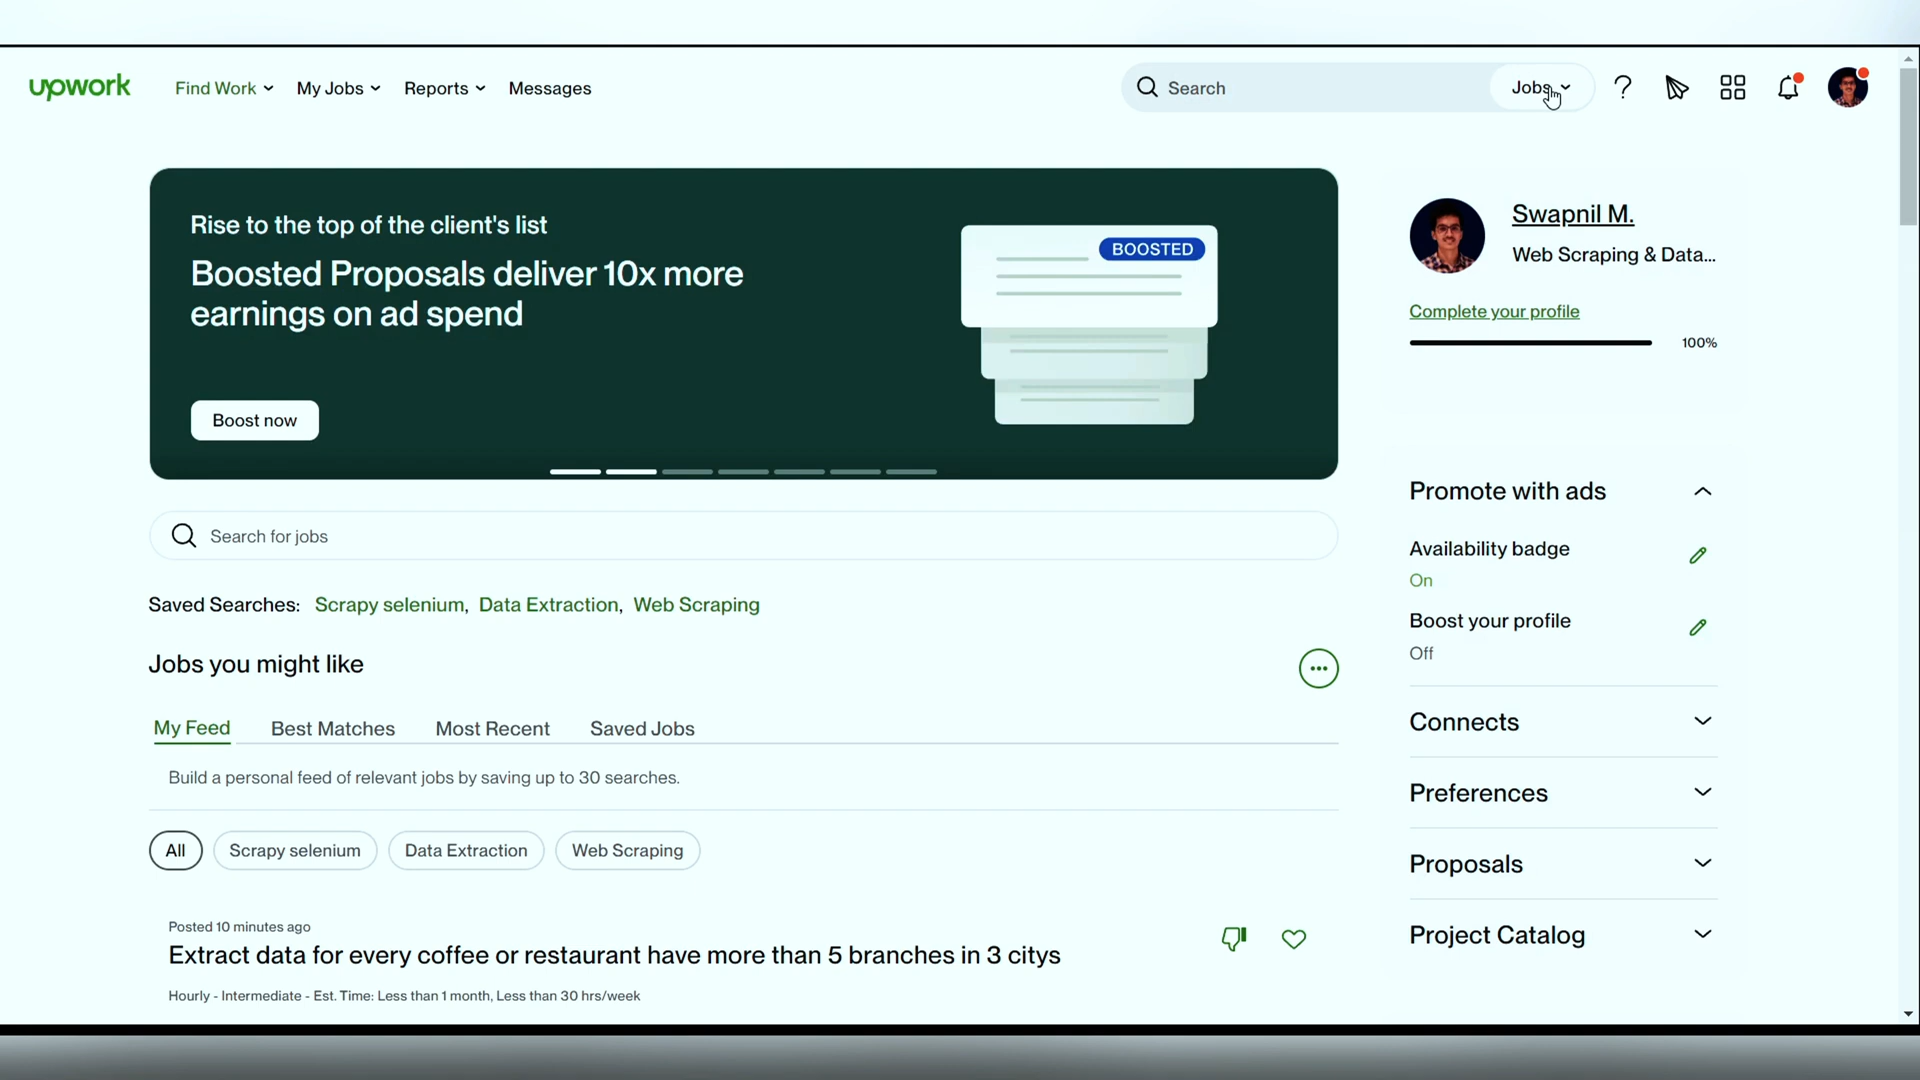 upwork
Find Work
My Jobs
Reports
Messages
Search
Jobs
Rise to the top of the client's list
Boosted Proposals deliver 10x more
earnings on ad spend
BOOSTED
Boost now
Swapnil M.
Web Scraping & Data...
Complete your profile
100%
Search for jobs
Saved Searches: Scrapy selenium, Data Extraction, Web Scraping
Jobs you might like
My Feed
Best Matches
Most Recent
Saved Jobs
Build a personal feed of relevant jobs by saving up to 30 searches.
All
Scrapy selenium
Data Extraction
Web Scraping
Posted 10 minutes ago
Extract data for every coffee or restaurant have more than 5 branches in 3 citys
Hourly - Intermediate - Est. Time: Less than 1 month, Less than 30 hrs/week
Promote with ads
Availability badge
On
Boost your profile
Off
Connects
Preferences
Proposals
Project Catalog